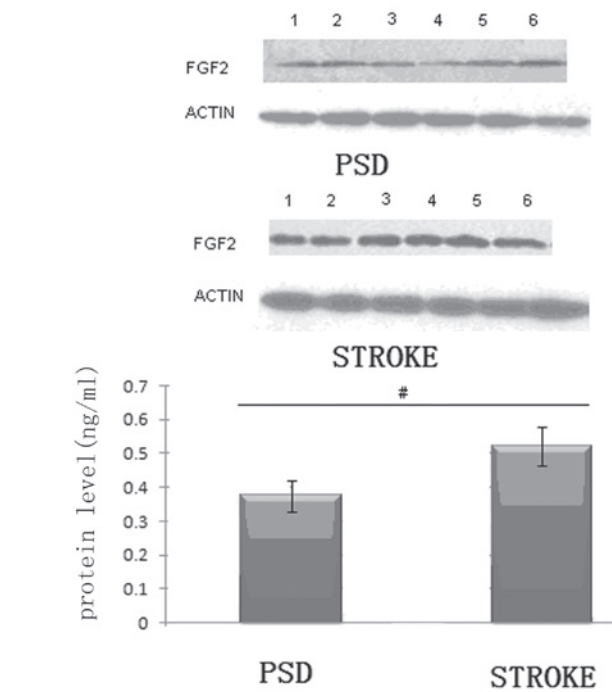 1 2 3 4 5 6
FGF2
ACTIN
PSD
1 2 3 4 5 6
FGF2
ACTIN
STROKE
protein level(ng/ml)
0.7
0.6
0.5
0.4
0.3
0.2
0.1
0
#
PSD STROKE